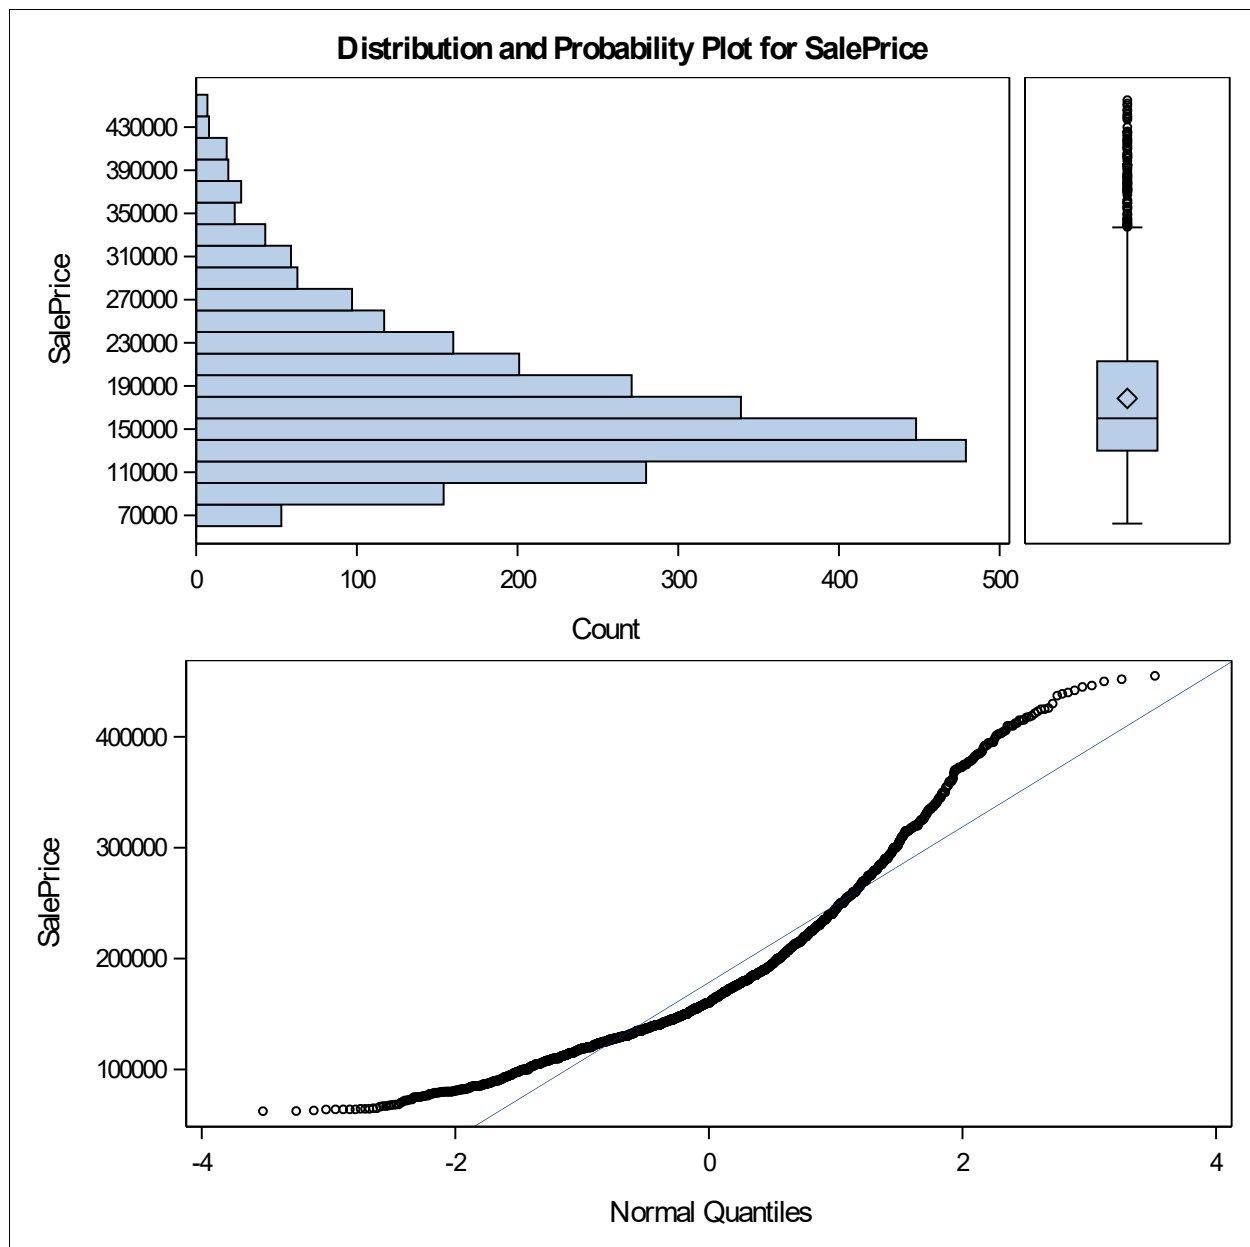 Distribution and Probability Plot for SalePrice
SalePrice
430000
390000
350000
310000
270000
230000
190000
150000
110000
70000
0 100 200 300 400 500
Count
SalePrice
400000
300000
200000
100000
-4 -2 0 2 4
Normal Quantiles